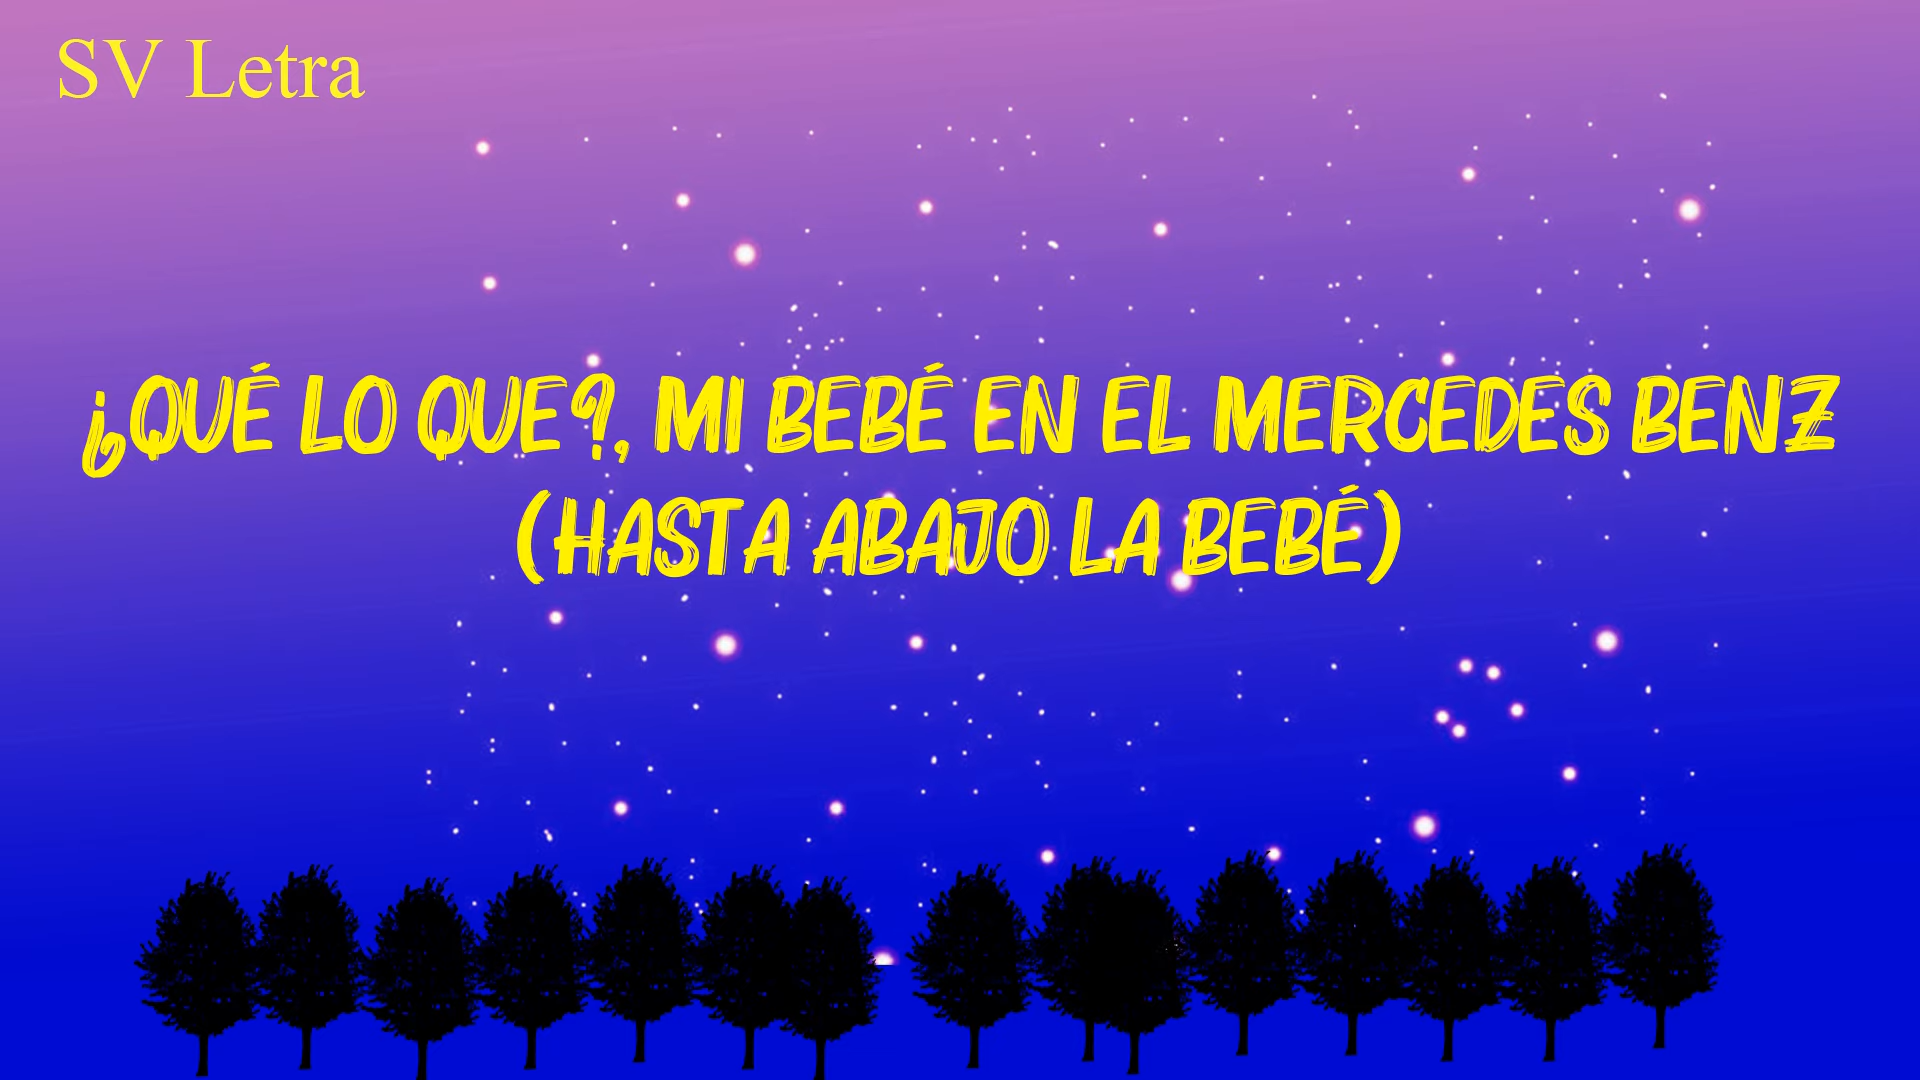 SV Letra
¿QUÉ LO QUE?, MI BEBÉ EN EL MERCEDES BENZ
(HASTA ABAJO LA BEBÉ)